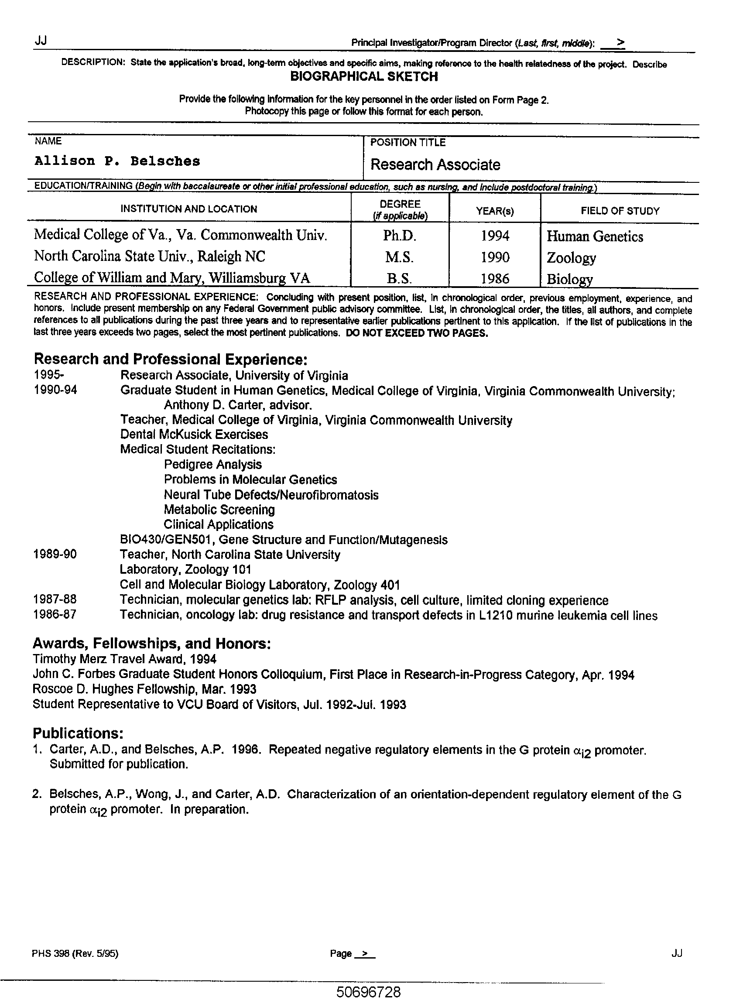 JJ
Principal Investigator/Program Director (Last, first, middle): >
DESCRIPTION: State the application's broad, long-term objectives and specific aims, making reference to the health relatedness of the project. Describe
BIOGRAPHICAL SKETCH
Provide the following information for the key personnel in the order listed on Form Page 2.
Photocopy this page or follow this format for each person.
NAME
POSITION TITLE
Allison P. Belsches
Research Associate
EDUCATION/TRAINING (Begin with baccalaureate or other initial professional education, such as nursing, and include postdoctoral training.)
INSTITUTION AND LOCATION DEGREE (if applicable) YEAR(s) FIELD OF STUDY
Medical College of Va., Va. Commonwealth Univ. Ph.D. 1994 Human Genetics
North Carolina State Univ., Raleigh NC M.S. 1990 Zoology
College of William and Mary, Williamsburg VA B.S. 1986 Biology
RESEARCH AND PROFESSIONAL EXPERIENCE: Concluding with present position, list, in chronological order, previous employment, experience, and
honors. Include present membership on any Federal Government public advisory committee. List, in chronological order, the titles, all authors, and complete
references to all publications during the past three years and to representative earlier publications pertinent to this application. If the list of publications in the
last three years exceeds two pages, select the most pertinent publications. DO NOT EXCEED TWO PAGES.
Research and Professional Experience:
1995- Research Associate, University of Virginia
1990-94 Graduate Student in Human Genetics, Medical College of Virginia, Virginia Commonwealth University;
Anthony D. Carter, advisor.
Teacher, Medical College of Virginia, Virginia Commonwealth University
Dental McKusick Exercises
Medical Student Recitations:
Pedigree Analysis
Problems in Molecular Genetics
Neural Tube Defects/Neurofibromatosis
Metabolic Screening
Clinical Applications
BIO430/GEN501, Gene Structure and Function/Mutagenesis
1989-90 Teacher, North Carolina State University
Laboratory, Zoology 101
Cell and Molecular Biology Laboratory, Zoology 401
1987-88 Technician, molecular genetics lab: RFLP analysis, cell culture, limited cloning experience
1986-87 Technician, oncology lab: drug resistance and transport defects in L1210 murine leukemia cell lines
Awards, Fellowships, and Honors:
Timothy Merz Travel Award, 1994
John C. Forbes Graduate Student Honors Colloquium, First Place in Research-in-Progress Category, Apr. 1994
Roscoe D. Hughes Fellowship, Mar. 1993
Student Representative to VCU Board of Visitors, Jul. 1992-Jul. 1993
Publications:
1. Carter, A.D., and Belsches, A.P. 1996. Repeated negative regulatory elements in the G protein αi2 promoter.
Submitted for publication.
2. Belsches, A.P., Wong, J., and Carter, A.D. Characterization of an orientation-dependent regulatory element of the G
protein αi2 promoter. In preparation.
PHS 398 (Rev. 5/95) Page > JJ
50696728